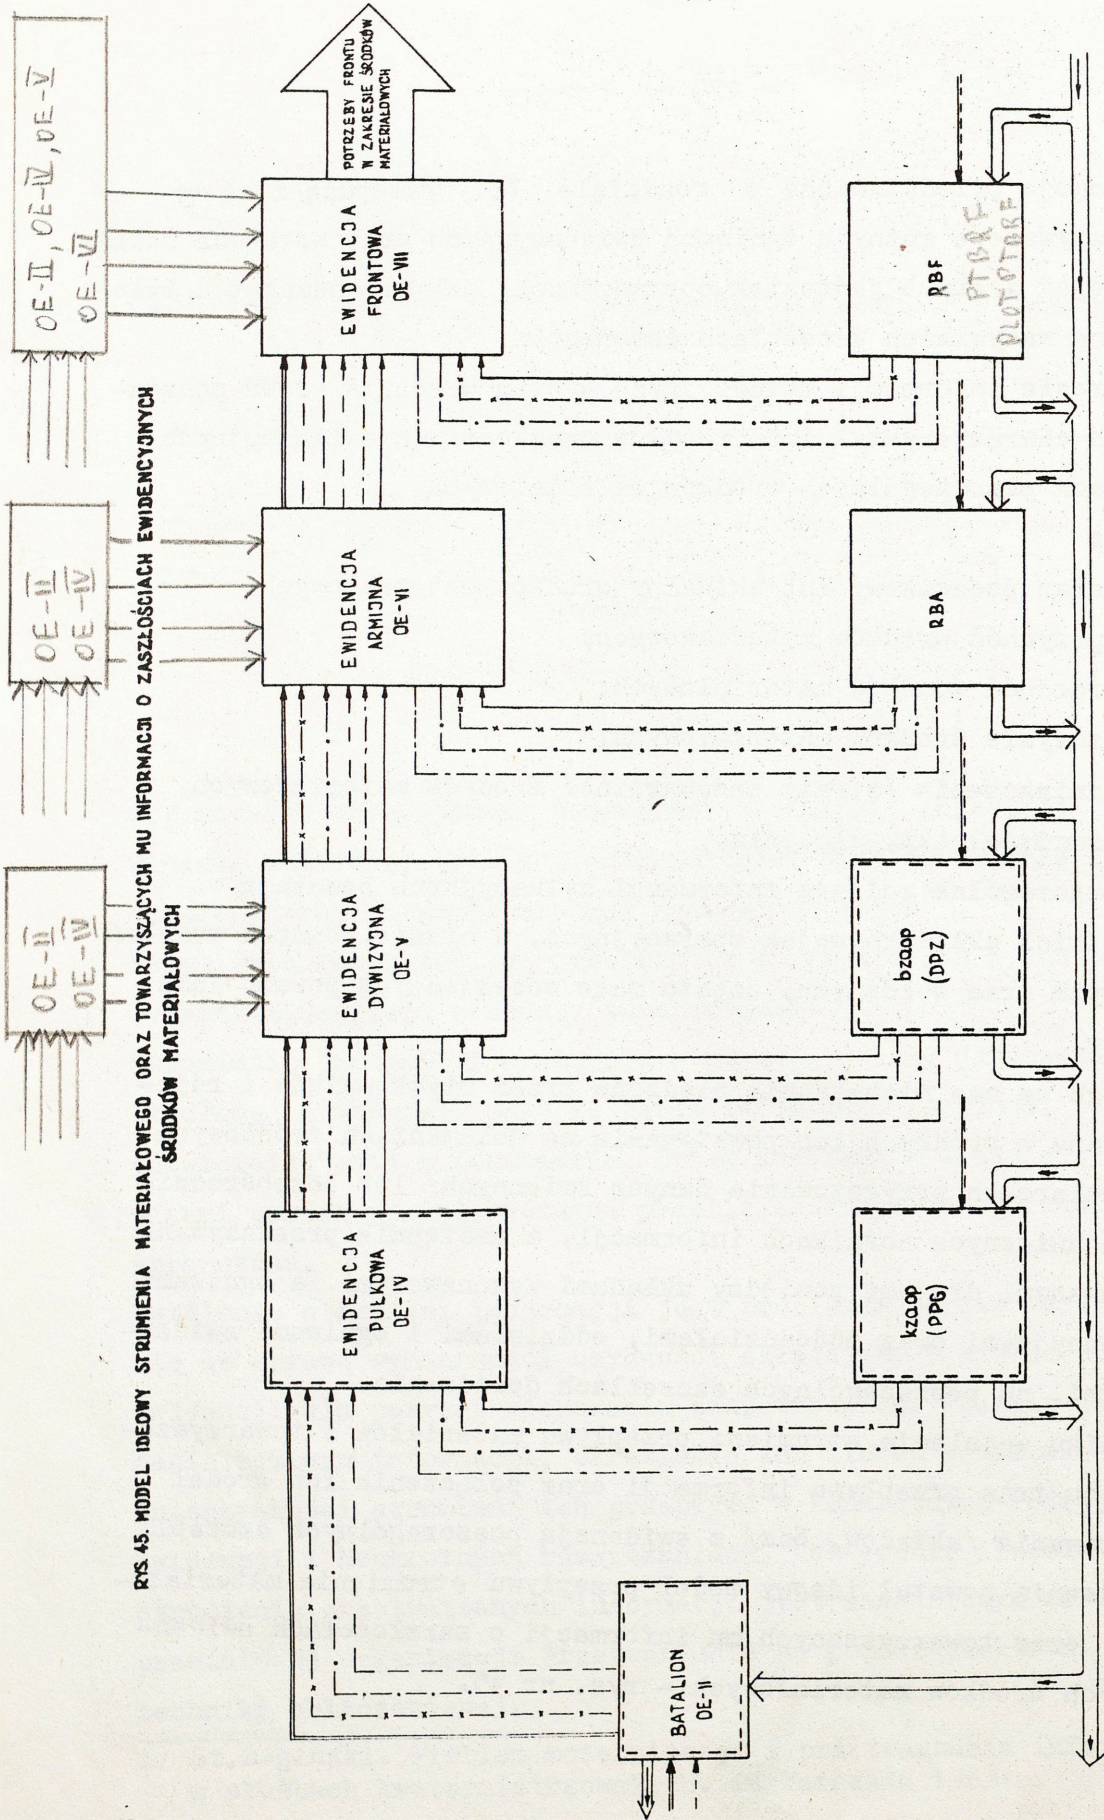 OE-II, OE-IV, OE-V
OE-VI
OE-II
OE-IV
OE-II
OE-IV
RYS. 45. MODEL IDEOWY STRUMIENIA MATERIAŁOWEGO ORAZ TOWARZYSZĄCYCH MU INFORMACJI O ZASZŁOŚCIACH EWIDENCYJNYCH
ŚRODKÓW MATERIAŁOWYCH
POTRZEBY FRONTU
W ZAKRESIE ŚRODKÓW
MATERIAŁOWYCH
EWIDENCJA
PUŁKOWA
OE-IV
EWIDENCJA
DYWIZYJNA
OE-V
EWIDENCJA
ARMIJNA
OE-VI
EWIDENCJA
FRONTOWA
OE-VII
BATALION
OE-II
kzaop
(PPG)
bzaop
(DPZ)
RBA
RBF
PTBRF
PLOT PTBRF